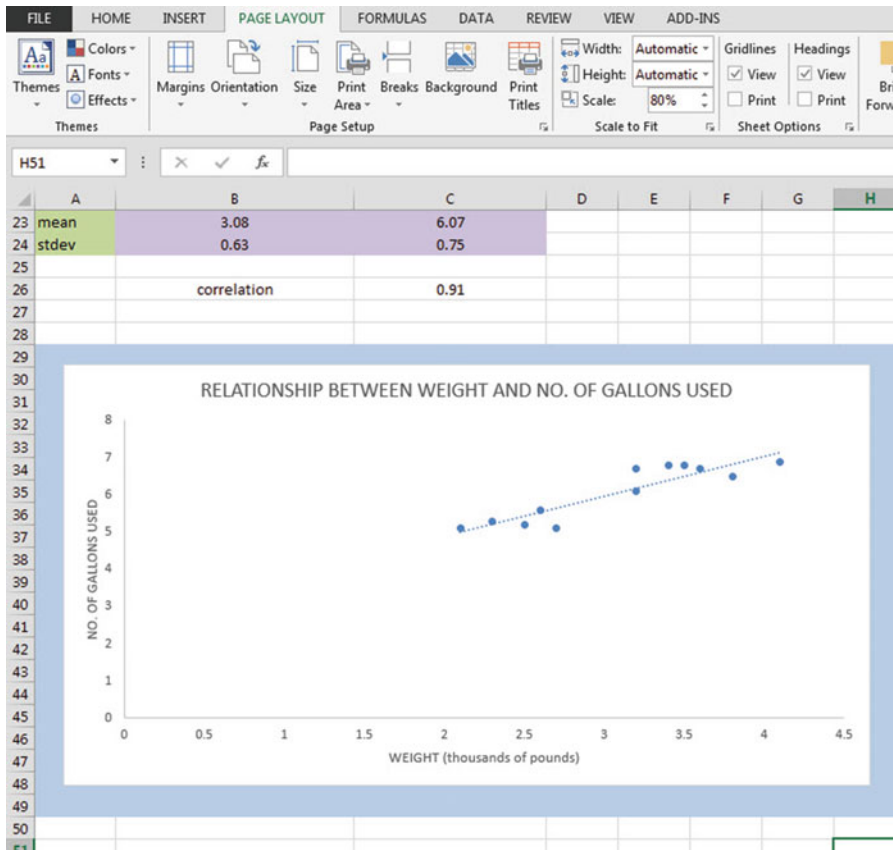 FILE HOME INSERT PAGE LAYOUT FORMULAS DATA REVIEW VIEW ADD-INS
Aa Themes
Colors
A Fonts
Effects
Themes
Margins Orientation Size Print Area Breaks Background Print Titles
Page Setup
Width: Automatic
Height: Automatic
Scale: 80%
Scale to Fit
Gridlines Headings
View View
Print Print
Sheet Options
H51 fx
A B C D E F G H
23 mean 3.08 6.07
24 stdev 0.63 0.75
25
26 correlation 0.91
27
28
29
30
31
32
33
34
35
36
37
38
39
40
41
42
43
44
45
46
47
48
49
50
51
RELATIONSHIP BETWEEN WEIGHT AND NO. OF GALLONS USED
NO. OF GALLONS USED
8
7
6
5
4
3
2
1
0
0 0.5 1 1.5 2 2.5 3 3.5 4 4.5
WEIGHT (thousands of pounds)